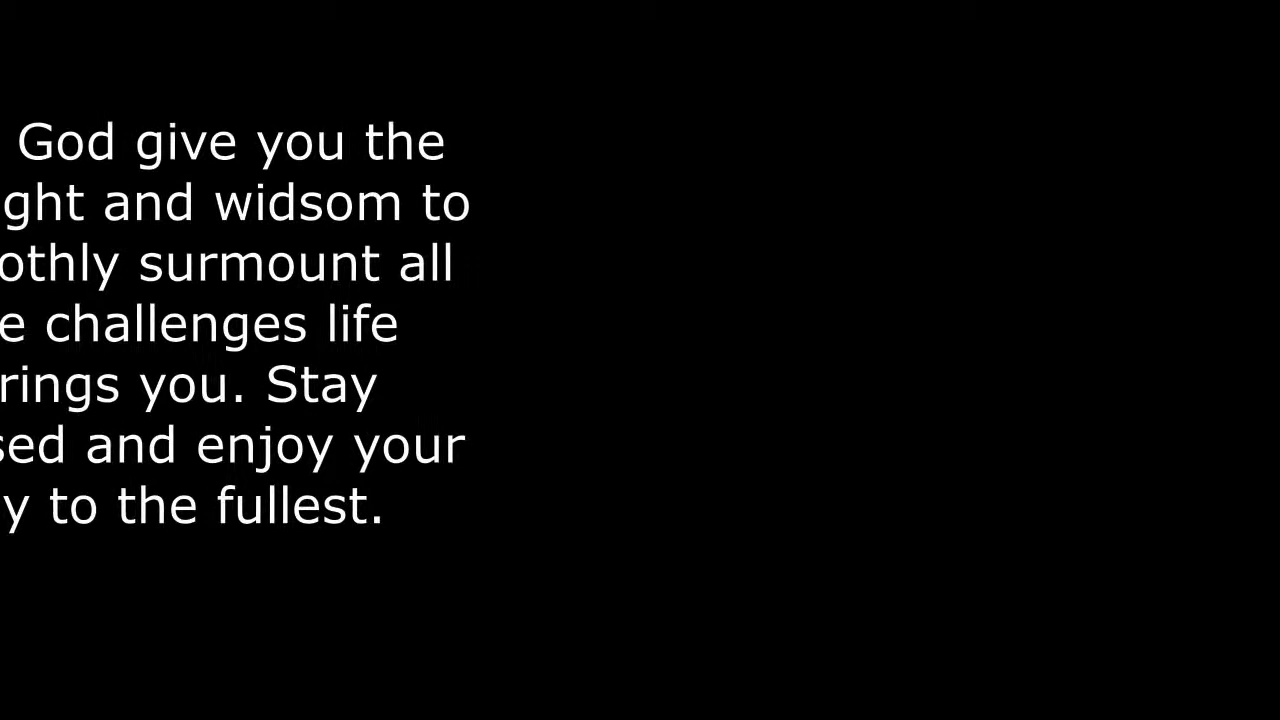 God give you the
ght and widsom to
othly surmount all
e challenges life
rings you. Stay
sed and enjoy your
y to the fullest.